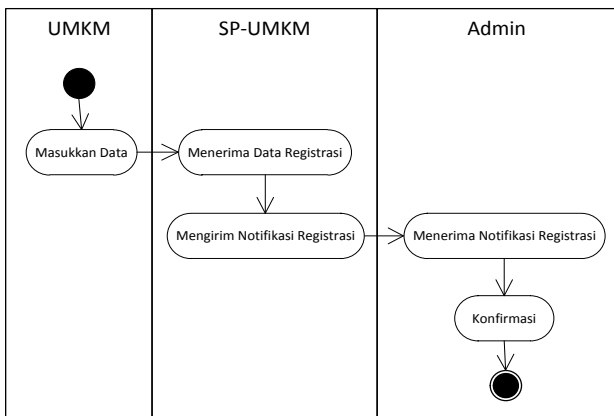 UMKM
SP-UMKM
Admin
Masukkan Data
Menerima Data Registrasi
Mengirim Notifikasi Registrasi
Menerima Notifikasi Registrasi
Konfirmasi